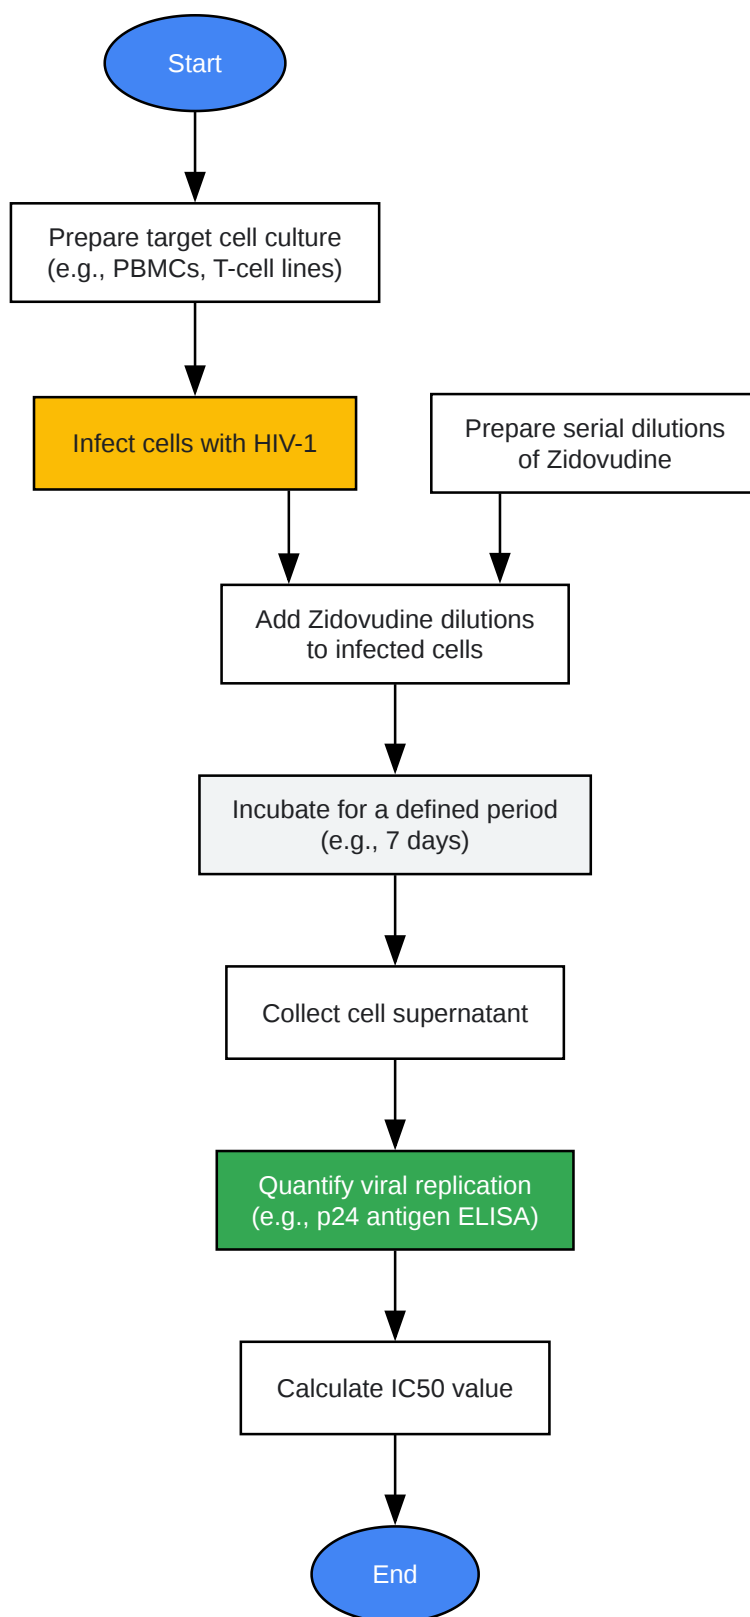 Start
Prepare target cell culture
(e.g., PBMCs, T-cell lines)
Infect cells with HIV-1
Prepare serial dilutions
of Zidovudine
Add Zidovudine dilutions
to infected cells
Incubate for a defined period
(e.g., 7 days)
Collect cell supernatant
Quantify viral replication
(e.g., p24 antigen ELISA)
Calculate IC50 value
End